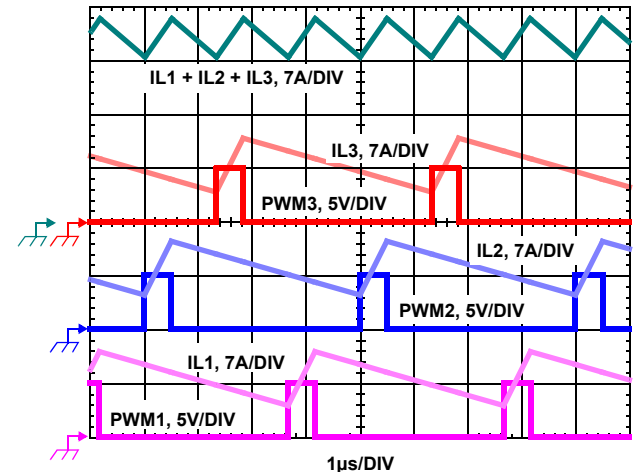 IL1 + IL2 + IL3, 7A/DIV
IL3, 7A/DIV
PWM3, 5V/DIV
IL2, 7A/DIV
PWM2, 5V/DIV
IL1, 7A/DIV
PWM1, 5V/DIV
1µs/DIV